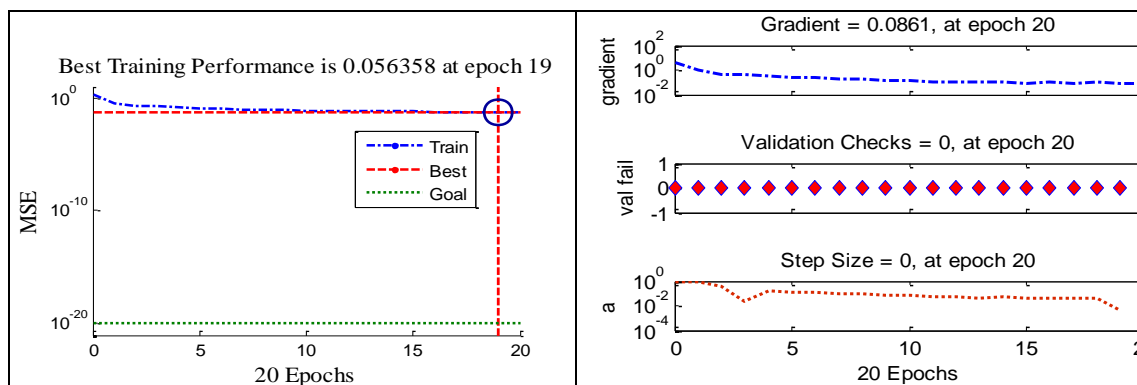 Best Training Performance is 0.056358 at epoch 19
10^0
10^-10
10^-20
MSE
Train
Best
Goal
0 5 10 15 20
20 Epochs
Gradient = 0.0861, at epoch 20
10^2
10^0
10^-2
gradient
Validation Checks = 0, at epoch 20
1
0
-1
val fail
Step Size = 0, at epoch 20
10^0
10^-2
10^-4
a
0 5 10 15 2
20 Epochs